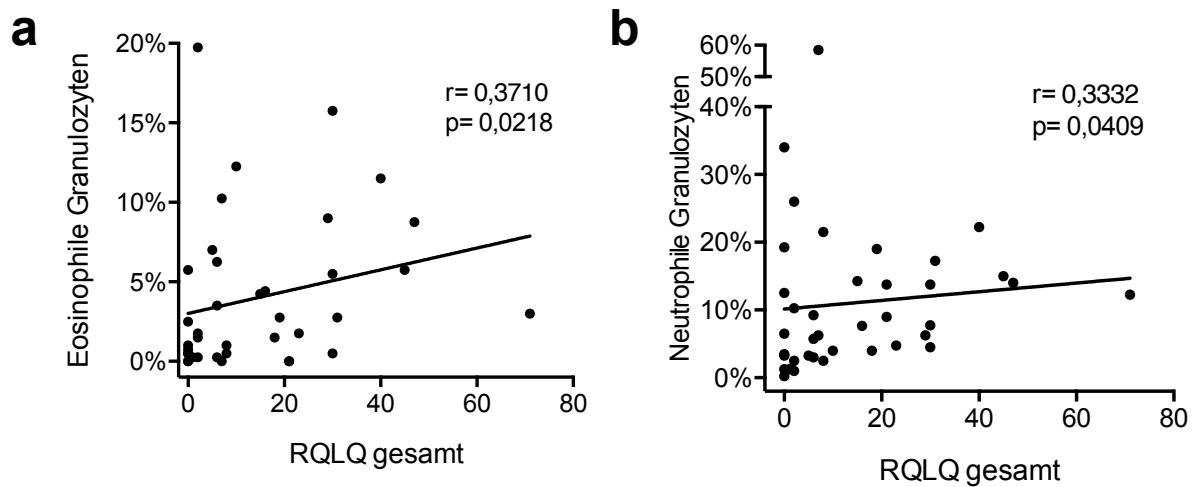 a
Eosinophile Granulozyten
20%
15%
10%
5%
0%
r= 0,3710
p= 0,0218
0 20 40 60 80
RQLQ gesamt
b
Neutrophile Granulozyten
60%
50%
40%
30%
20%
10%
0%
r= 0,3332
p= 0,0409
0 20 40 60 80
RQLQ gesamt